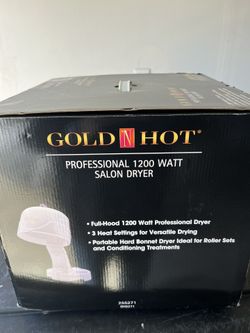 GOLD N HOT®
PROFESSIONAL 1200 WATT
SALON DRYER
• Full-Hood 1200 Watt Professional Dryer
• 3 Heat Settings for Versatile Drying
• Portable Hard Bonnet Dryer Ideal for Roller Sets
and Conditioning Treatments